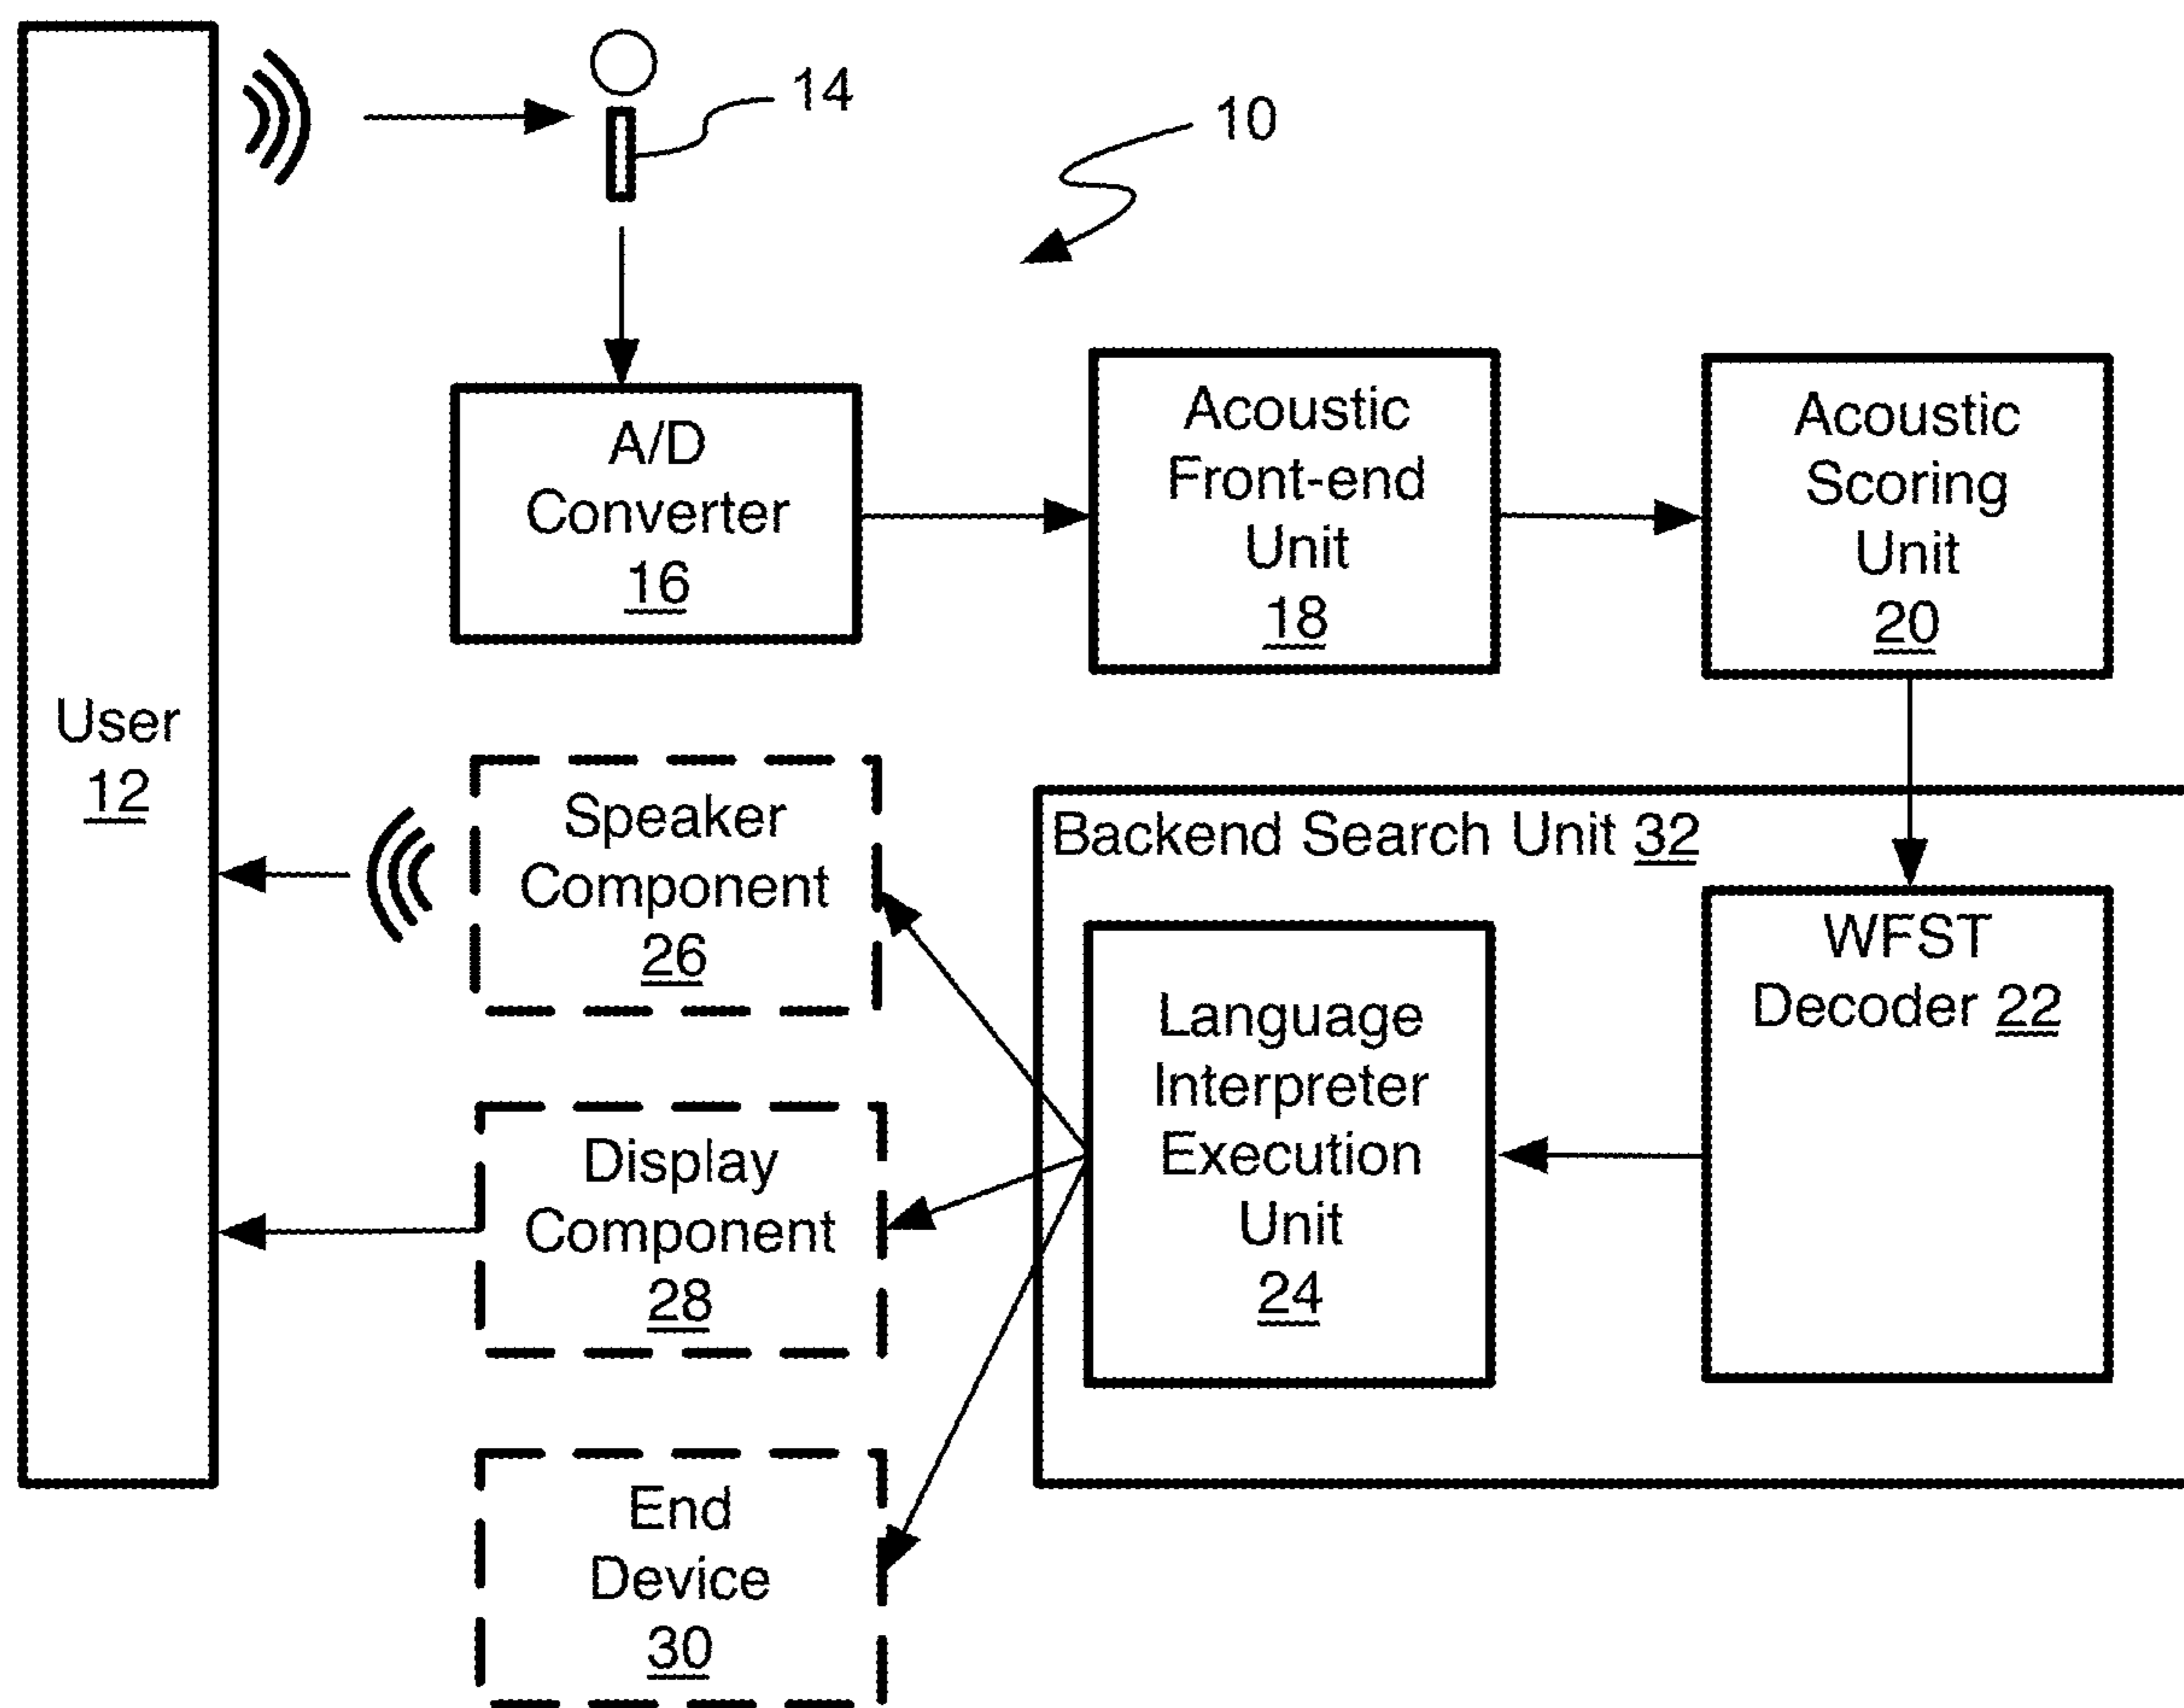 14
10
A/D
Converter
16
Acoustic
Front-end
Unit
18
Acoustic
Scoring
Unit
20
User
12
Speaker
Component
26
Backend Search Unit 32
WFST
Decoder 22
Language
Interpreter
Execution
Unit
24
Display
Component
28
End
Device
30